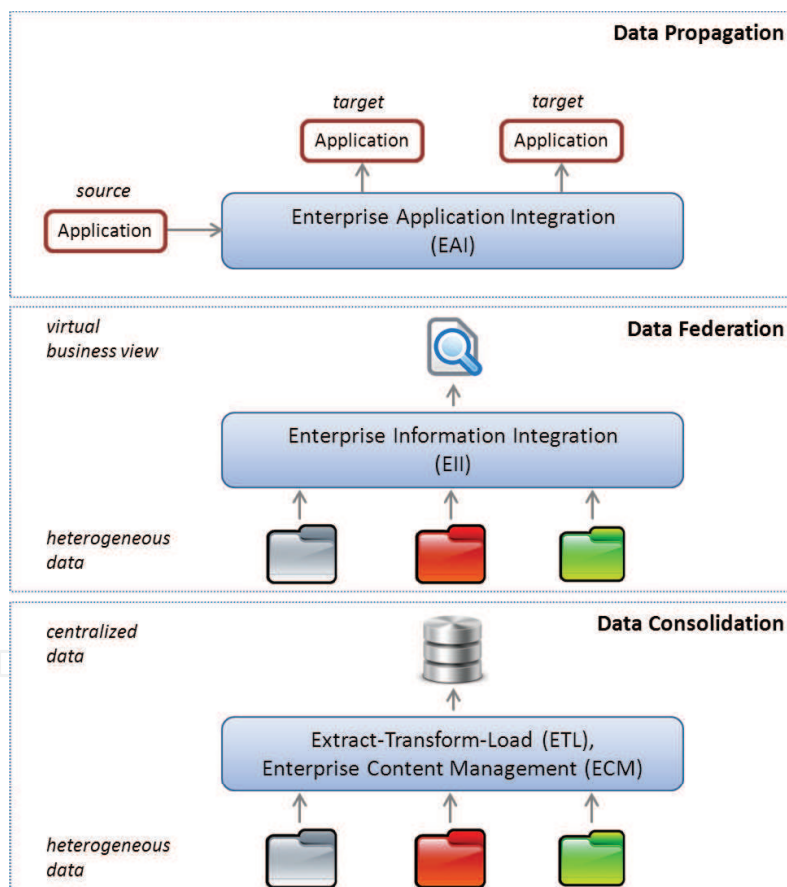 Data Propagation
target
target
Application
Application
source
Application
Enterprise Application Integration
(EAI)
virtual
business view
Data Federation
Enterprise Information Integration
(EII)
heterogeneous
data
centralized
data
Data Consolidation
Extract-Transform-Load (ETL),
Enterprise Content Management (ECM)
heterogeneous
data